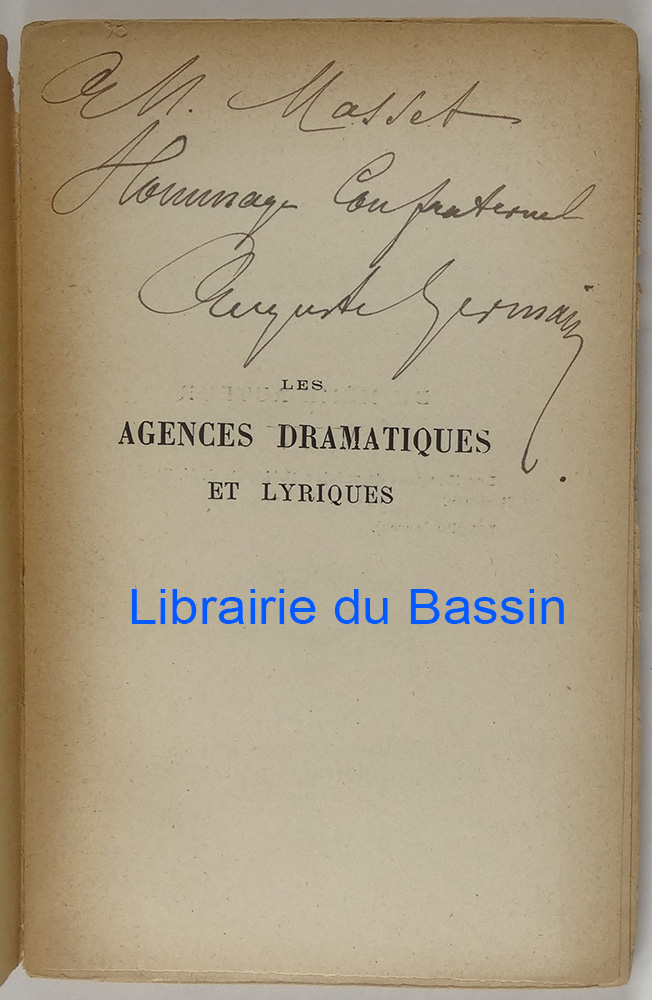 A M. Masset
Hommage Confraternel
Auguste Germain
LES
AGENCES DRAMATIQUES
ET LYRIQUES
Librairie du Bassin